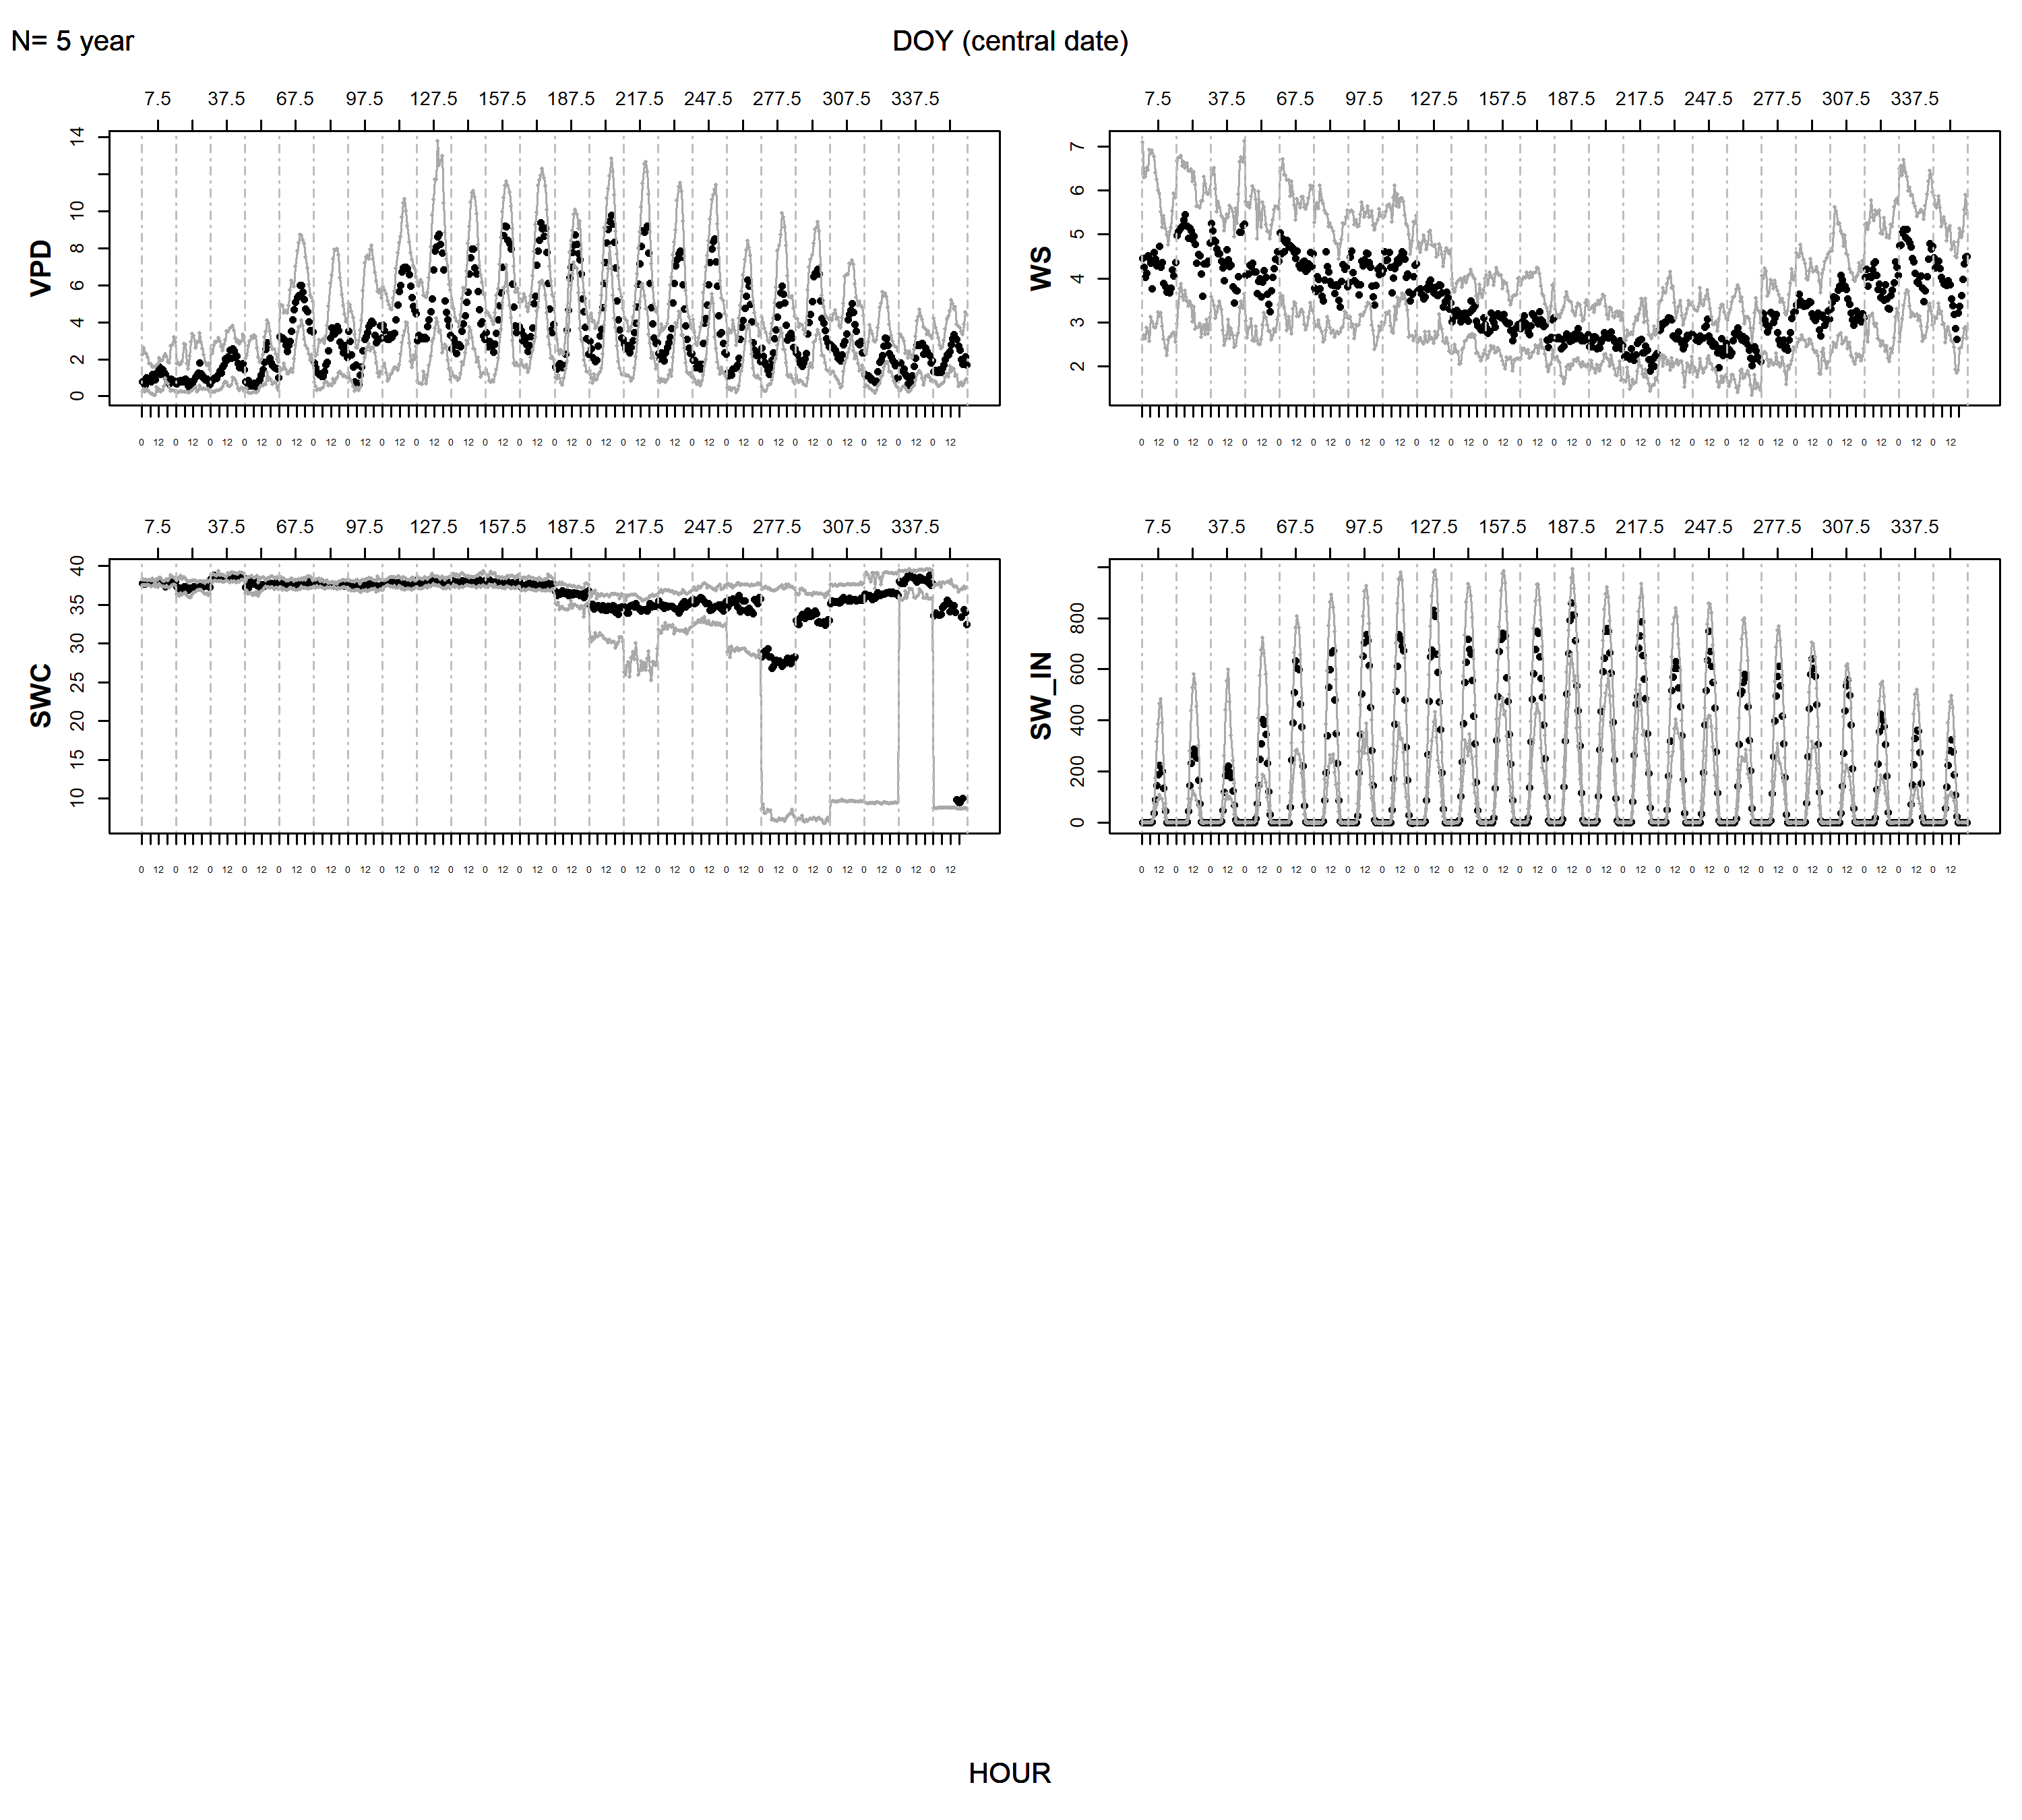 N= 5 year
DOY (central date)
7.5 37.5 67.5 97.5 127.5 157.5 187.5 217.5 247.5 277.5 307.5 337.5
VPD
0 2 4 6 8 10 14
0 12 0 12 0 12 0 12 0 12 0 12 0 12 0 12 0 12 0 12 0 12 0 12 0 12 0 12 0 12 0 12 0 12 0 12 0 12 0 12 0 12 0 12 0 12 0 12
7.5 37.5 67.5 97.5 127.5 157.5 187.5 217.5 247.5 277.5 307.5 337.5
WS
2 3 4 5 6 7
0 12 0 12 0 12 0 12 0 12 0 12 0 12 0 12 0 12 0 12 0 12 0 12 0 12 0 12 0 12 0 12 0 12 0 12 0 12 0 12 0 12 0 12 0 12 0 12
7.5 37.5 67.5 97.5 127.5 157.5 187.5 217.5 247.5 277.5 307.5 337.5
SWC
10 15 20 25 30 35 40
0 12 0 12 0 12 0 12 0 12 0 12 0 12 0 12 0 12 0 12 0 12 0 12 0 12 0 12 0 12 0 12 0 12 0 12 0 12 0 12 0 12 0 12 0 12 0 12
7.5 37.5 67.5 97.5 127.5 157.5 187.5 217.5 247.5 277.5 307.5 337.5
SW_IN
0 200 400 600 800
0 12 0 12 0 12 0 12 0 12 0 12 0 12 0 12 0 12 0 12 0 12 0 12 0 12 0 12 0 12 0 12 0 12 0 12 0 12 0 12 0 12 0 12 0 12 0 12
HOUR